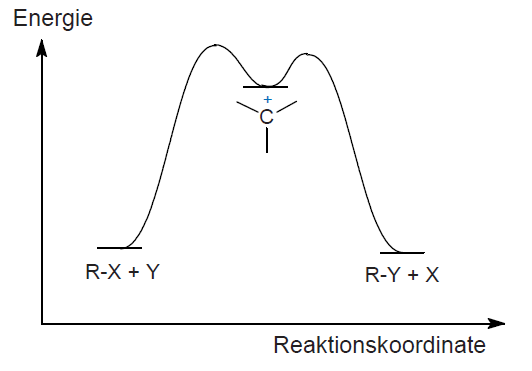 Energie
+
C
R-X + Y
R-Y + X
Reaktionskoordinate